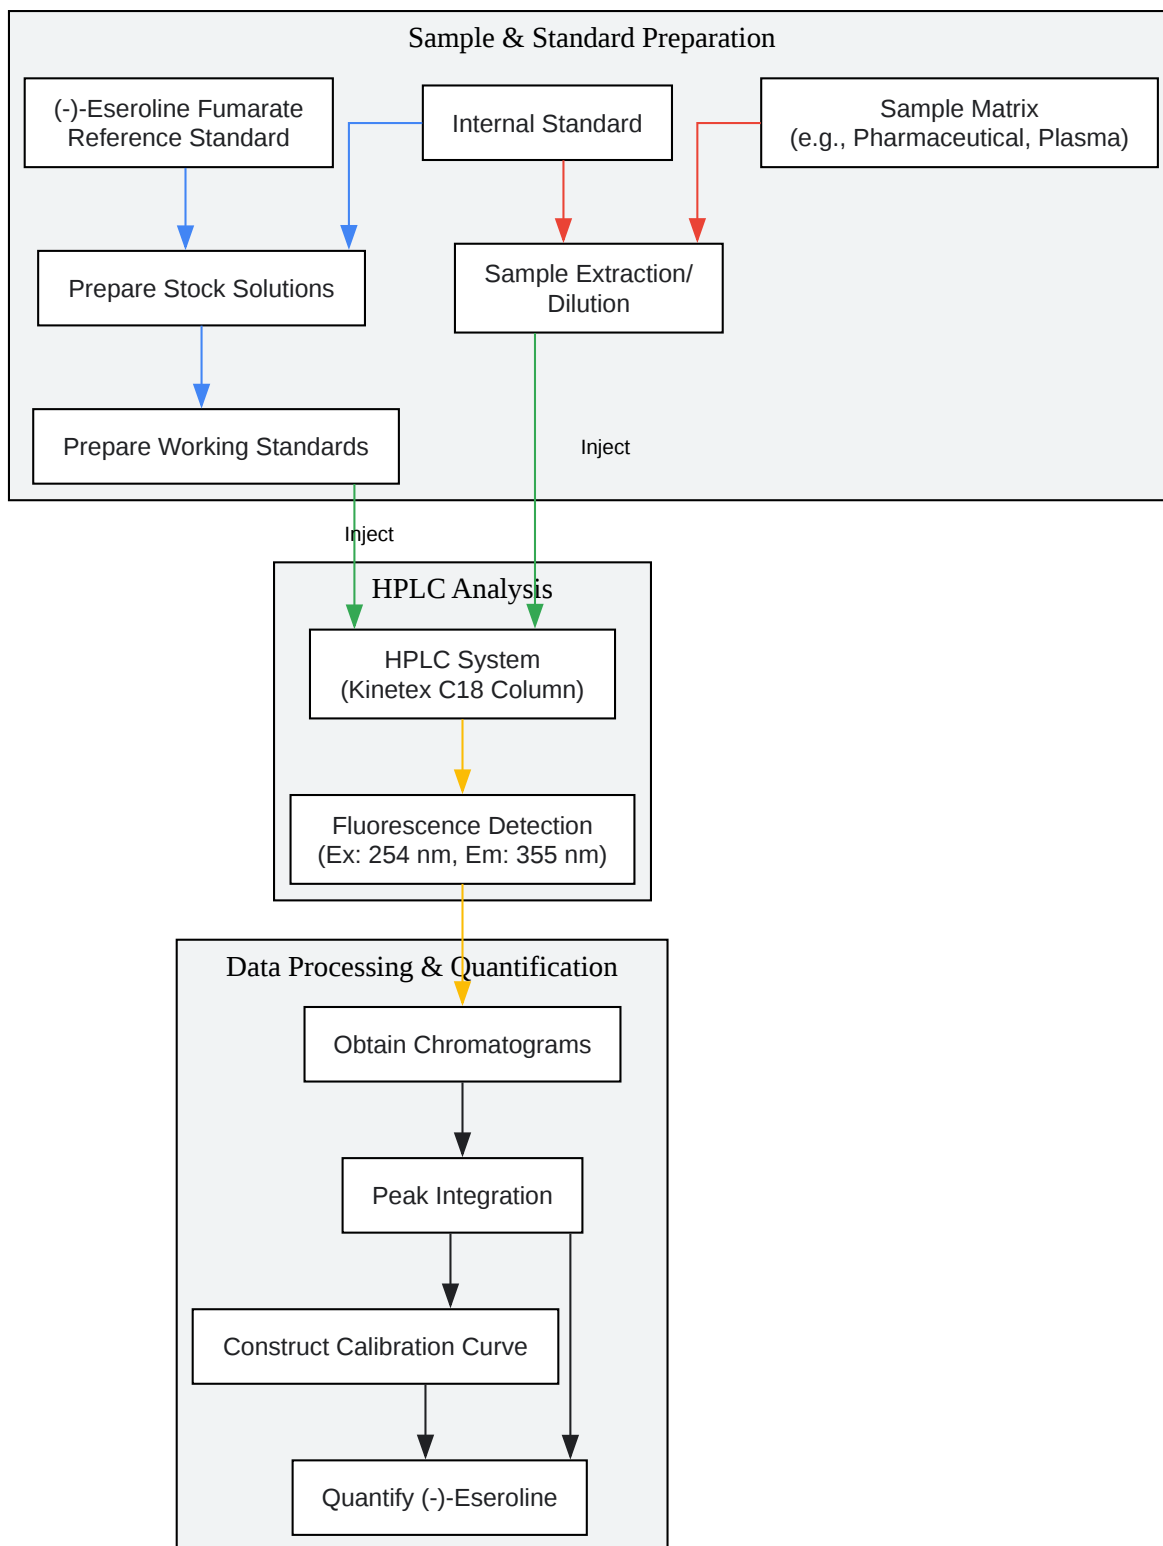 Sample & Standard Preparation
(-)-Eseroline Fumarate
Reference Standard
Internal Standard
Sample Matrix
(e.g., Pharmaceutical, Plasma)
Prepare Stock Solutions
Sample Extraction/
Dilution
Prepare Working Standards
Inject
Inject
HPLC Analysis
HPLC System
(Kinetex C18 Column)
Fluorescence Detection
(Ex: 254 nm, Em: 355 nm)
Data Processing & Quantification
Obtain Chromatograms
Peak Integration
Construct Calibration Curve
Quantify (-)-Eseroline